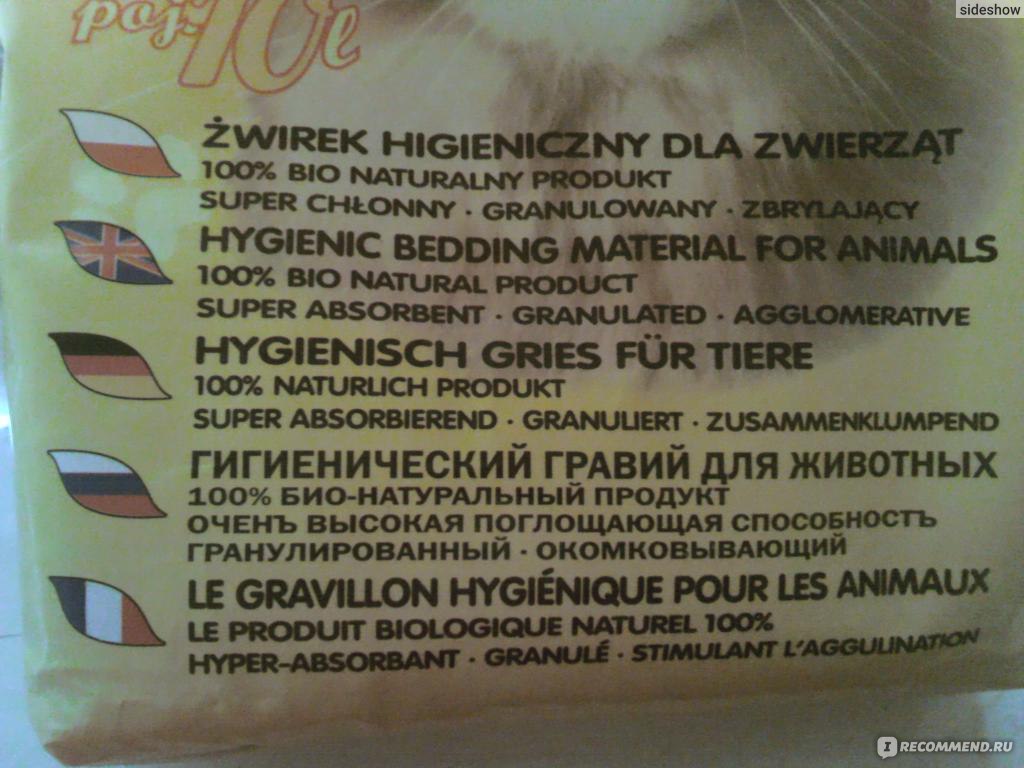 sideshow
poj. 10l
ŻWIREK HIGIENICZNY DLA ZWIERZĄT
100% BIO NATURALNY PRODUKT
SUPER CHŁONNY · GRANULOWANY · ZBRYLAJĄCY
HYGIENIC BEDDING MATERIAL FOR ANIMALS
100% BIO NATURAL PRODUCT
SUPER ABSORBENT · GRANULATED · AGGLOMERATIVE
HYGIENISCH GRIES FÜR TIERE
100% NATURLICH PRODUKT
SUPER ABSORBIEREND · GRANULIERT · ZUSAMMENKLUMPEND
ГИГИЕНИЧЕСКИЙ ГРАВИЙ ДЛЯ ЖИВОТНЫХ
100% БИО-НАТУРАЛЬНЫЙ ПРОДУКТ
ОЧЕНЪ ВЫСОКАЯ ПОГЛОЩАЮЩАЯ СПОСОБНОСТЪ
ГРАНУЛИРОВАННЫЙ · ОКОМКОВЫВАЮЩИЙ
LE GRAVILLON HYGIÉNIQUE POUR LES ANIMAUX
LE PRODUIT BIOLOGIQUE NATUREL 100%
HYPER-ABSORBANT · GRANULÉ · STIMULANT L'AGGULINATION
IRECOMMEND.RU